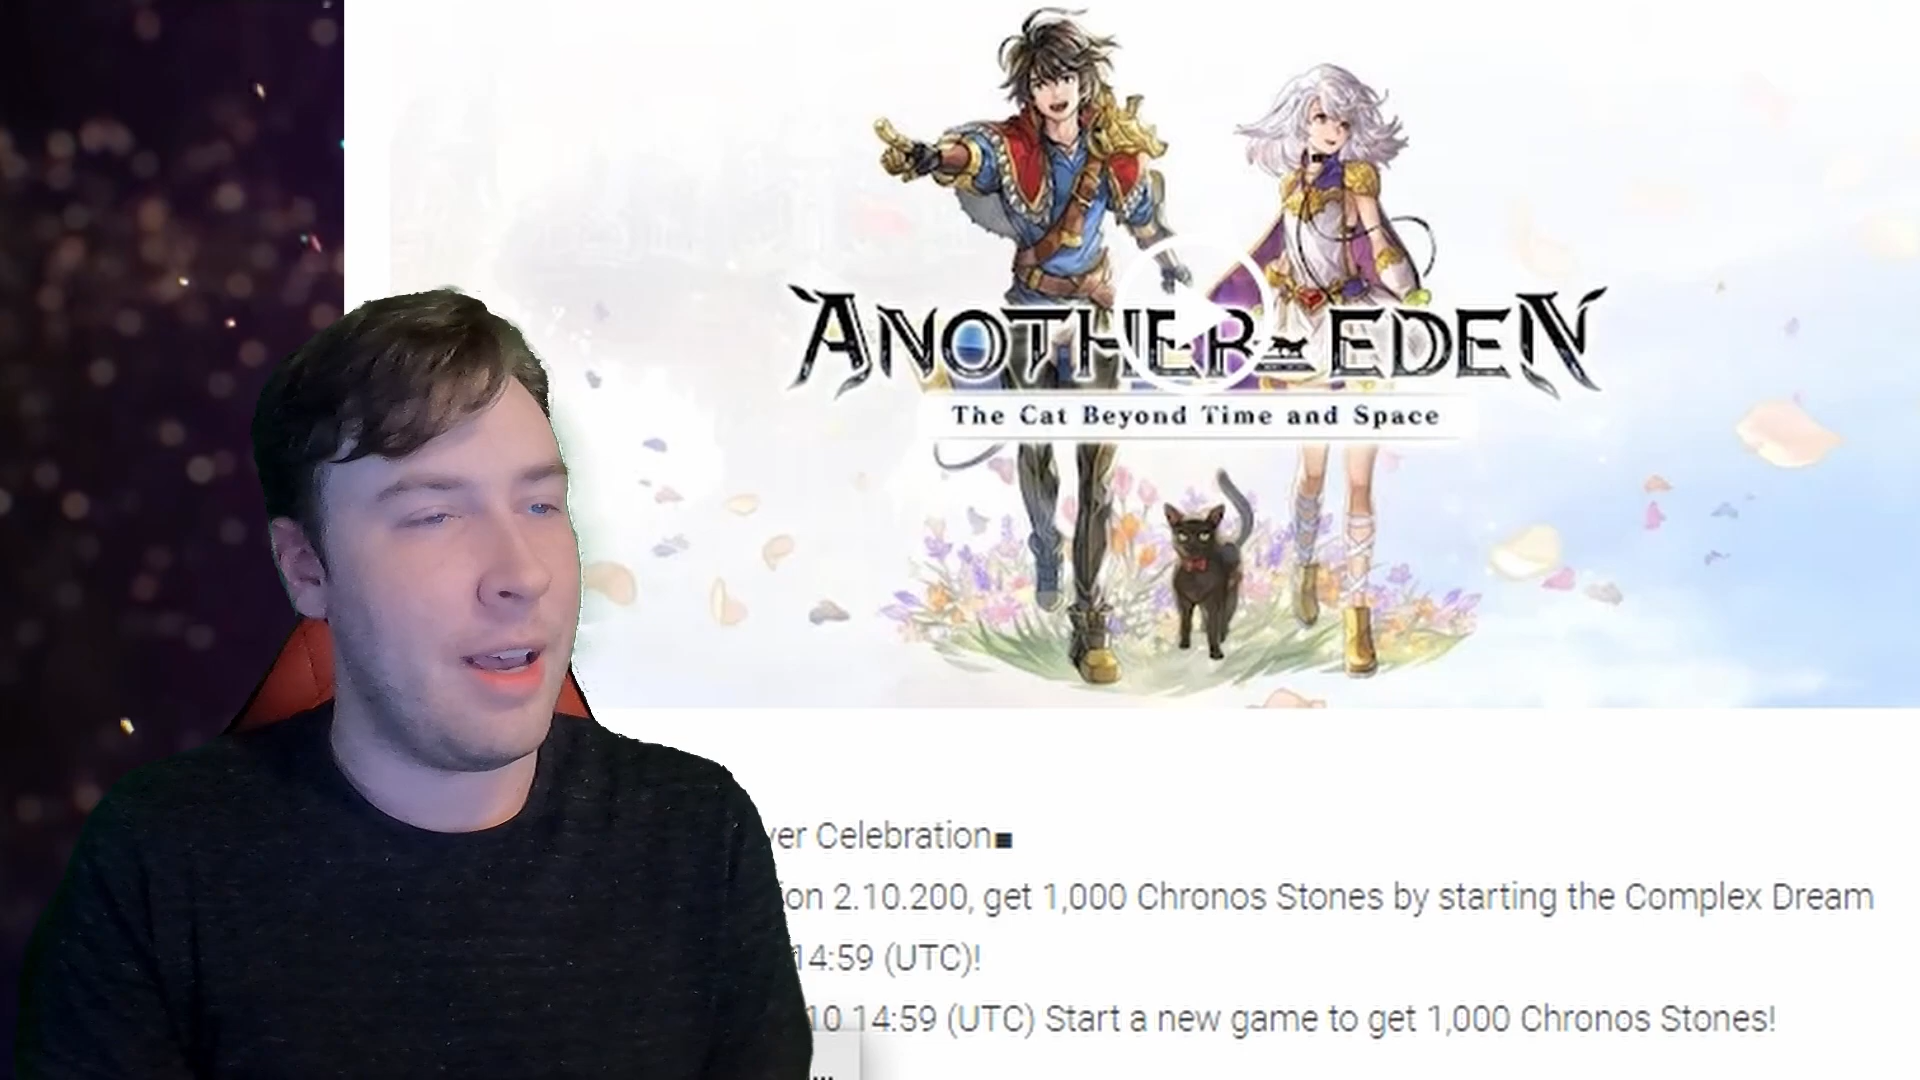 ANOTHER EDEN
The Cat Beyond Time and Space
Celebration■
2.10.200, get 1,000 Chronos Stones by starting the Complex Dream
14:59 (UTC)!
10 14:59 (UTC) Start a new game to get 1,000 Chronos Stones!
...